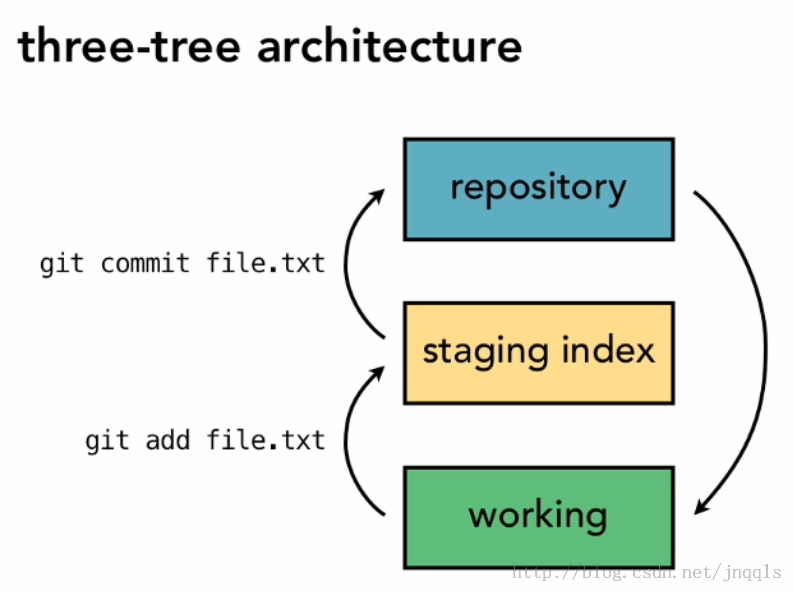 three-tree architecture
repository
git commit file.txt
staging index
git add file.txt
working
http://blog.csdn.net/jnqqls